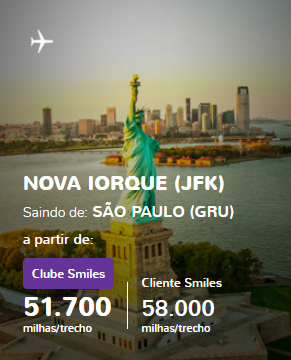 NOVA IORQUE (JFK)
Saindo de: SÃO PAULO (GRU)
a partir de:
Clube Smiles
51.700
milhas/trecho
Cliente Smiles
58.000
milhas/trecho